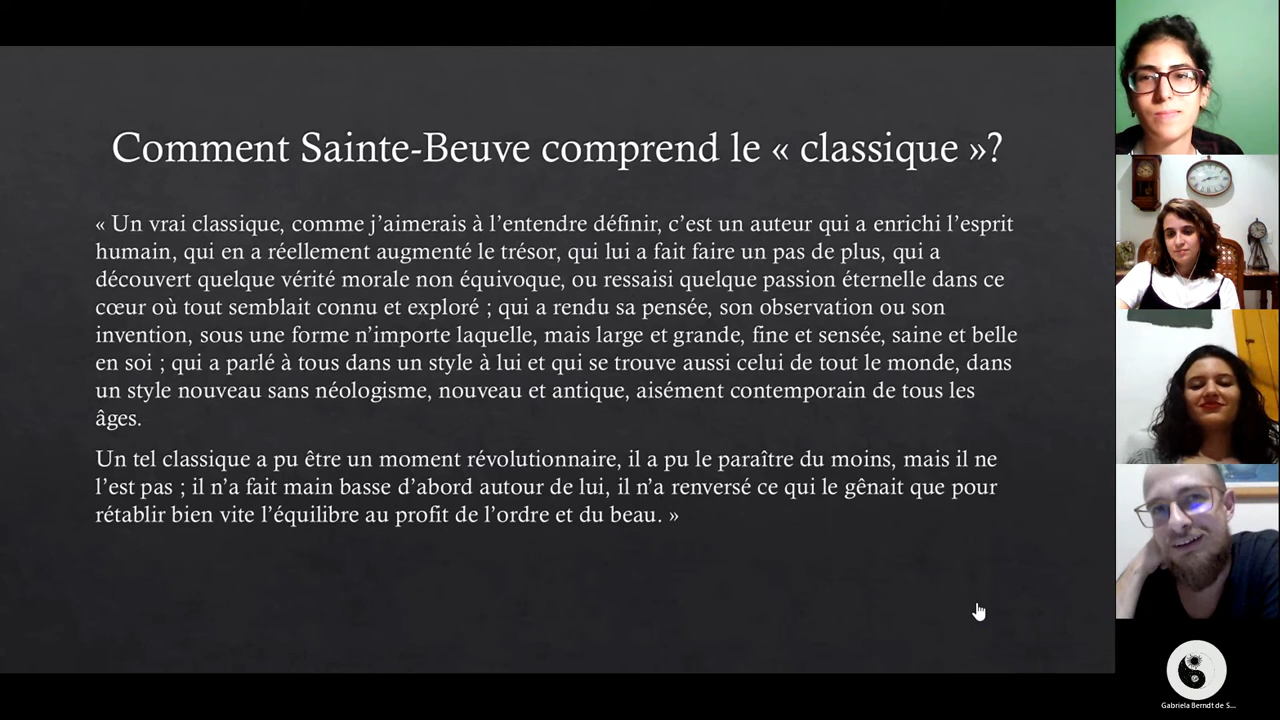 Comment Sainte-Beuve comprend le « classique »?
« Un vrai classique, comme j’aimerais à l’entendre définir, c’est un auteur qui a enrichi l’esprit
humain, qui en a réellement augmenté le trésor, qui lui a fait faire un pas de plus, qui a
découvert quelque vérité morale non équivoque, ou ressaisi quelque passion éternelle dans ce
cœur où tout semblait connu et exploré ; qui a rendu sa pensée, son observation ou son
invention, sous une forme n’importe laquelle, mais large et grande, fine et sensée, saine et belle
en soi ; qui a parlé à tous dans un style à lui et qui se trouve aussi celui de tout le monde, dans
un style nouveau sans néologisme, nouveau et antique, aisément contemporain de tous les
âges.
Un tel classique a pu être un moment révolutionnaire, il a pu le paraître du moins, mais il ne
l’est pas ; il n’a fait main basse d’abord autour de lui, il n’a renversé ce qui le gênait que pour
rétablir bien vite l’équilibre au profit de l’ordre et du beau. »
Gabriela Berndt de S...